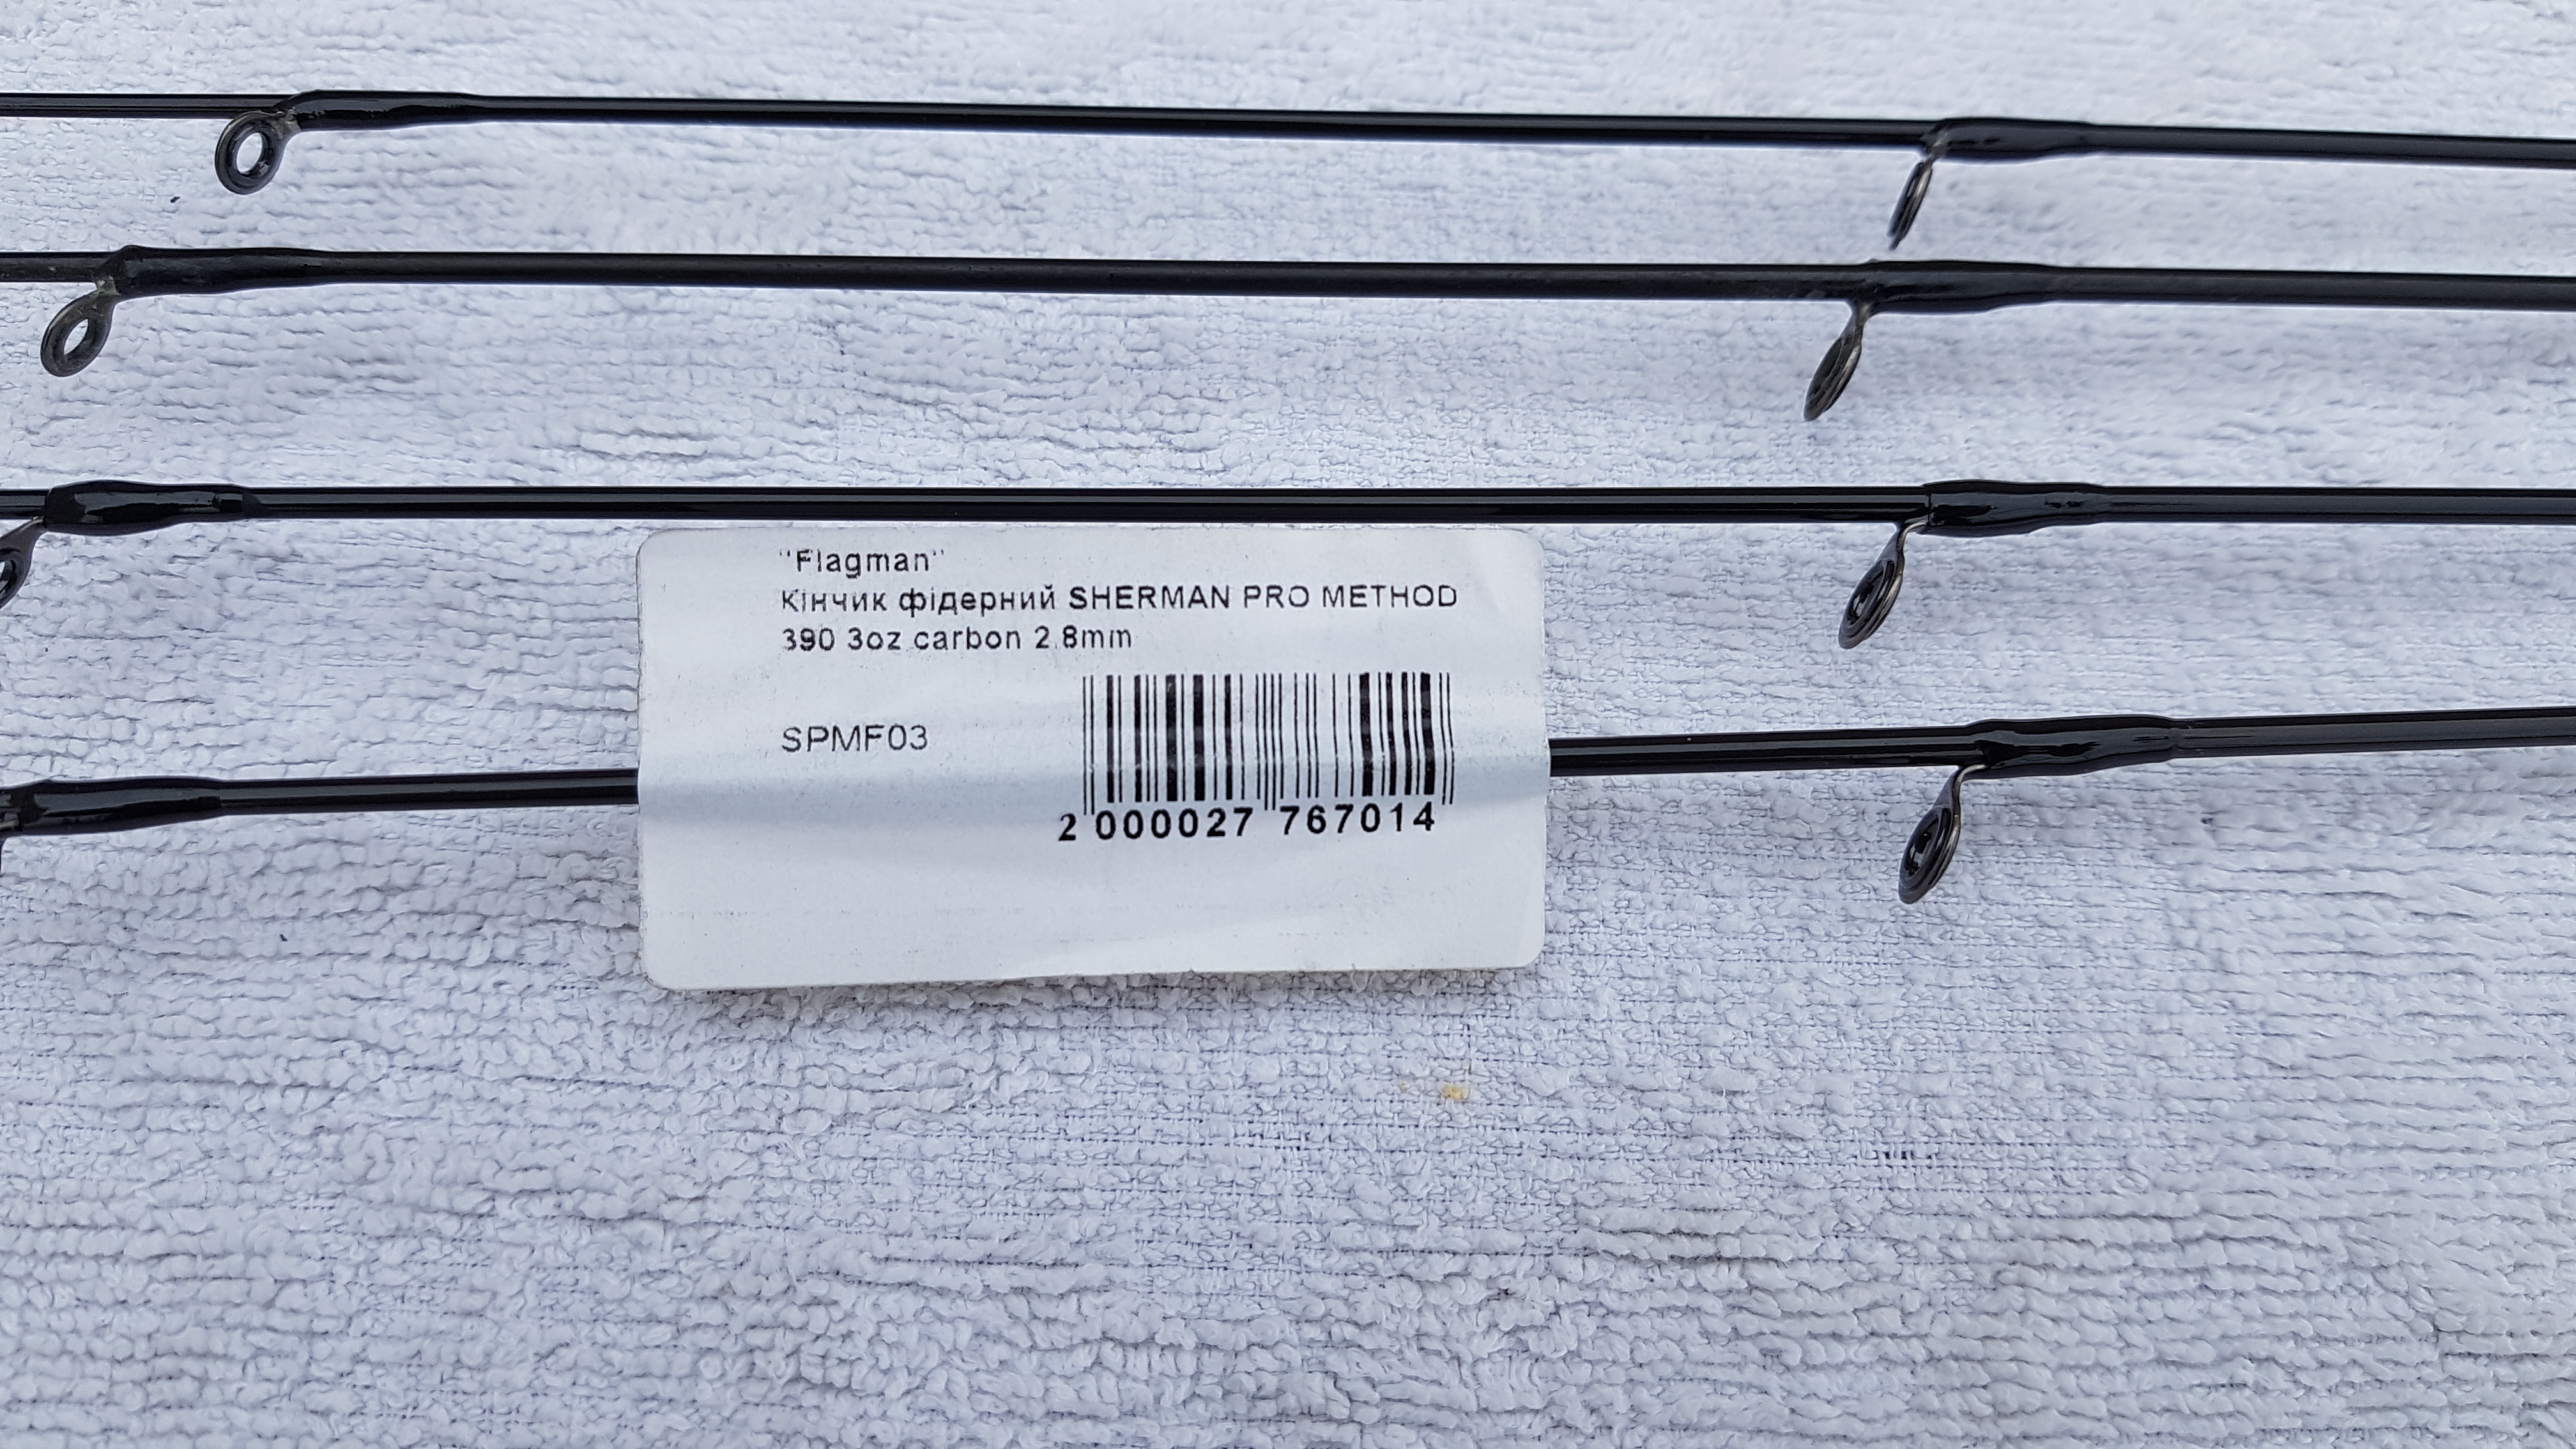 "Flagman"
Кінчик фідерний SHERMAN PRO METHOD
390 3oz carbon 2.8mm
SPMF03
2 000027 767014